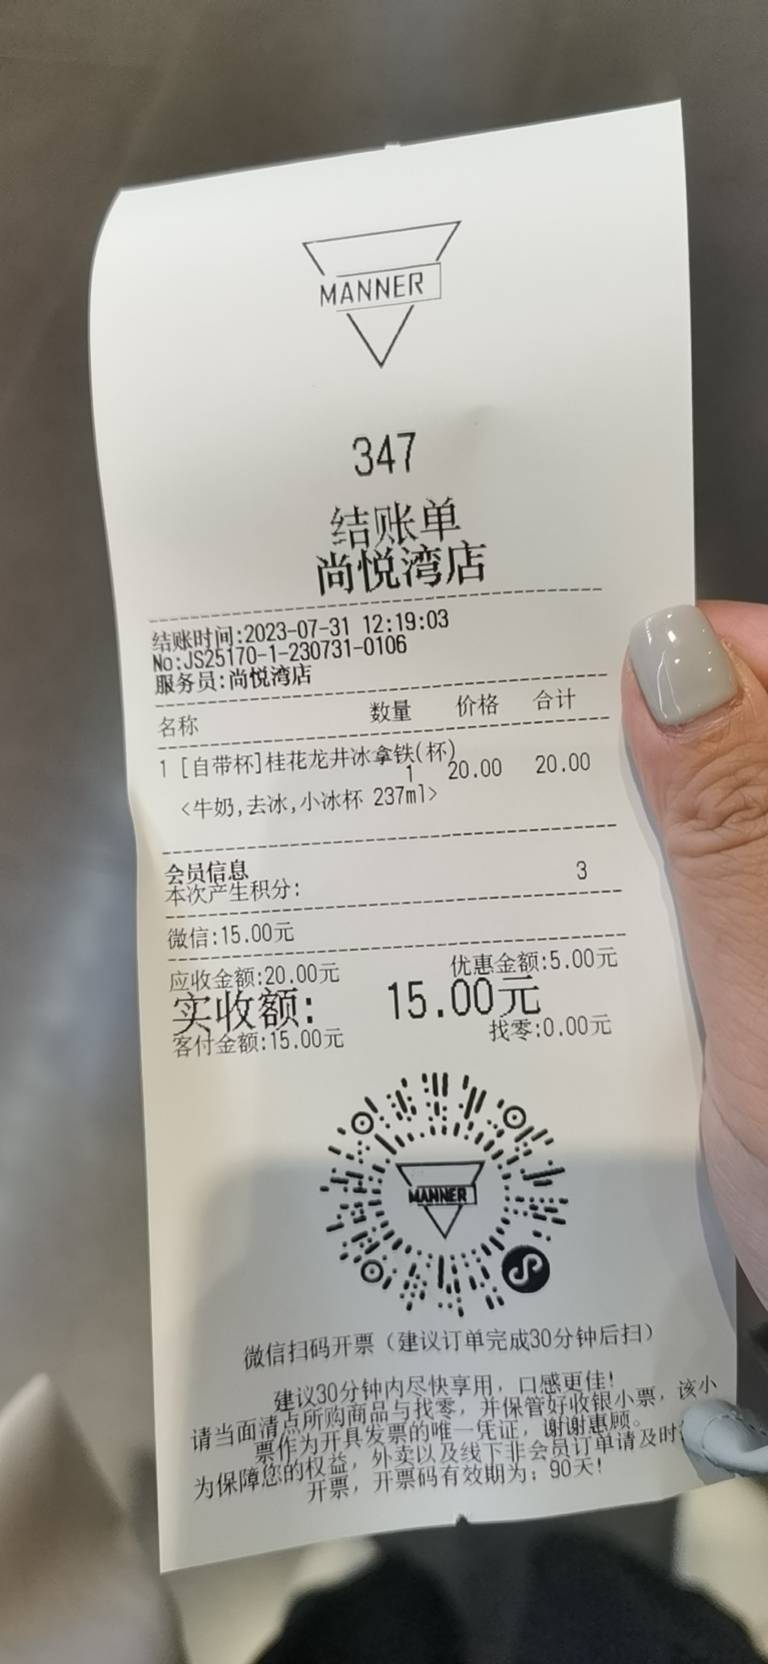 MANNER
347
结账单
尚悦湾店
结账时间:2023-07-31 12:19:03
No:JS25170-1-230731-0106
服务员:尚悦湾店
名称 数量 价格 合计
1 [自带杯]桂花龙井冰拿铁(杯)
1 20.00 20.00
<牛奶,去冰,小冰杯 237ml>
会员信息
本次产生积分: 3
微信:15.00元
应收金额:20.00元 优惠金额:5.00元
实收额: 15.00元
客付金额:15.00元 找零:0.00元
MANNER
微信扫码开票（建议订单完成30分钟后扫）
建议30分钟内尽快享用，口感更佳!
请当面清点所购商品与找零，并保管好收银小票，该小
票作为开具发票的唯一凭证，谢谢惠顾。
为保障您的权益，外卖以及线下非会员订单请及时
开票，开票码有效期为：90天!